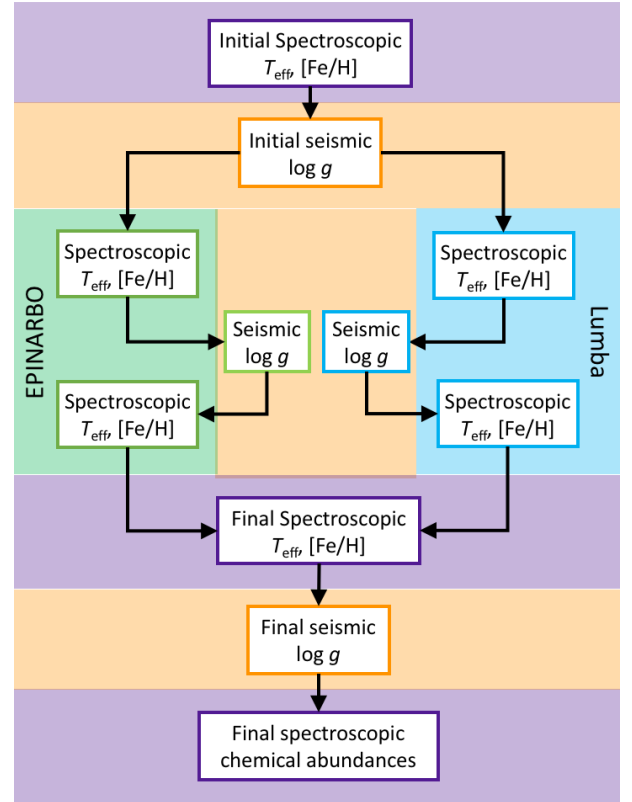 Initial Spectroscopic
Teff, [Fe/H]
Initial seismic
log g
EPINARBO
Spectroscopic
Teff, [Fe/H]
Spectroscopic
Teff, [Fe/H]
Lumba
Seismic
log g
Seismic
log g
Spectroscopic
Teff, [Fe/H]
Spectroscopic
Teff, [Fe/H]
Final Spectroscopic
Teff, [Fe/H]
Final seismic
log g
Final spectroscopic
chemical abundances